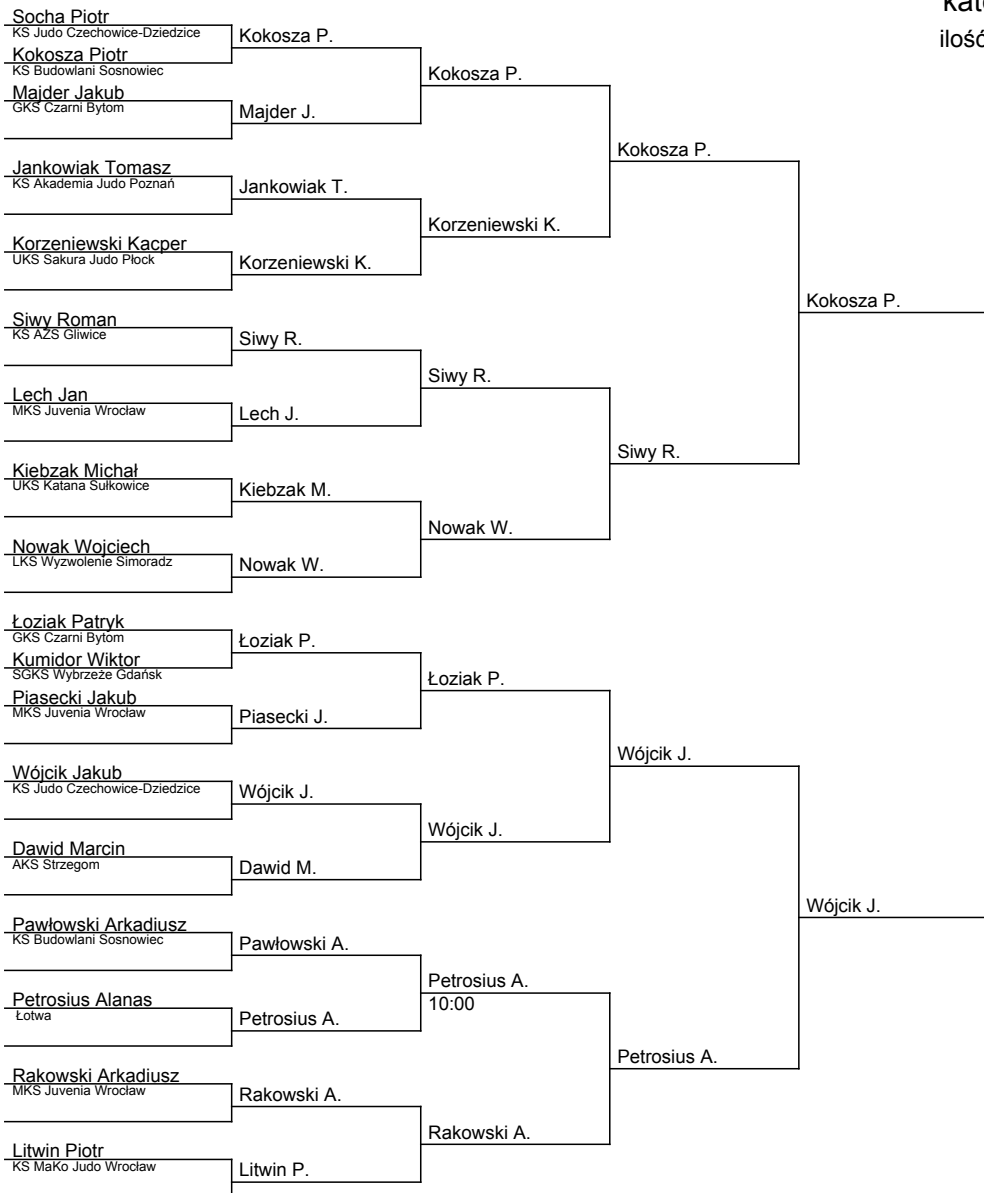 kat
ilość
Socha Piotr
KS Judo Czechowice-Dziedzice
Kokosza Piotr
KS Budowlani Sosnowiec
Majder Jakub
GKS Czarni Bytom
Jankowiak Tomasz
KS Akademia Judo Poznań
Korzeniewski Kacper
UKS Sakura Judo Płock
Siwy Roman
KS AZS Gliwice
Lech Jan
MKS Juvenia Wrocław
Kiebzak Michał
UKS Katana Sułkowice
Nowak Wojciech
LKS Wyzwolenie Simoradz
Łoziak Patryk
GKS Czarni Bytom
Kumidor Wiktor
SGKS Wybrzeże Gdańsk
Piasecki Jakub
MKS Juvenia Wrocław
Wójcik Jakub
KS Judo Czechowice-Dziedzice
Dawid Marcin
AKS Strzegom
Pawłowski Arkadiusz
KS Budowlani Sosnowiec
Petrosius Alanas
Łotwa
Rakowski Arkadiusz
MKS Juvenia Wrocław
Litwin Piotr
KS MaKo Judo Wrocław
Kokosza P.
Majder J.
Jankowiak T.
Korzeniewski K.
Siwy R.
Lech J.
Kiebzak M.
Nowak W.
Łoziak P.
Piasecki J.
Wójcik J.
Dawid M.
Pawłowski A.
Petrosius A.
Rakowski A.
Litwin P.
Kokosza P.
Korzeniewski K.
Siwy R.
Nowak W.
Łoziak P.
Wójcik J.
Petrosius A.
10:00
Rakowski A.
Kokosza P.
Siwy R.
Wójcik J.
Petrosius A.
Kokosza P.
Wójcik J.